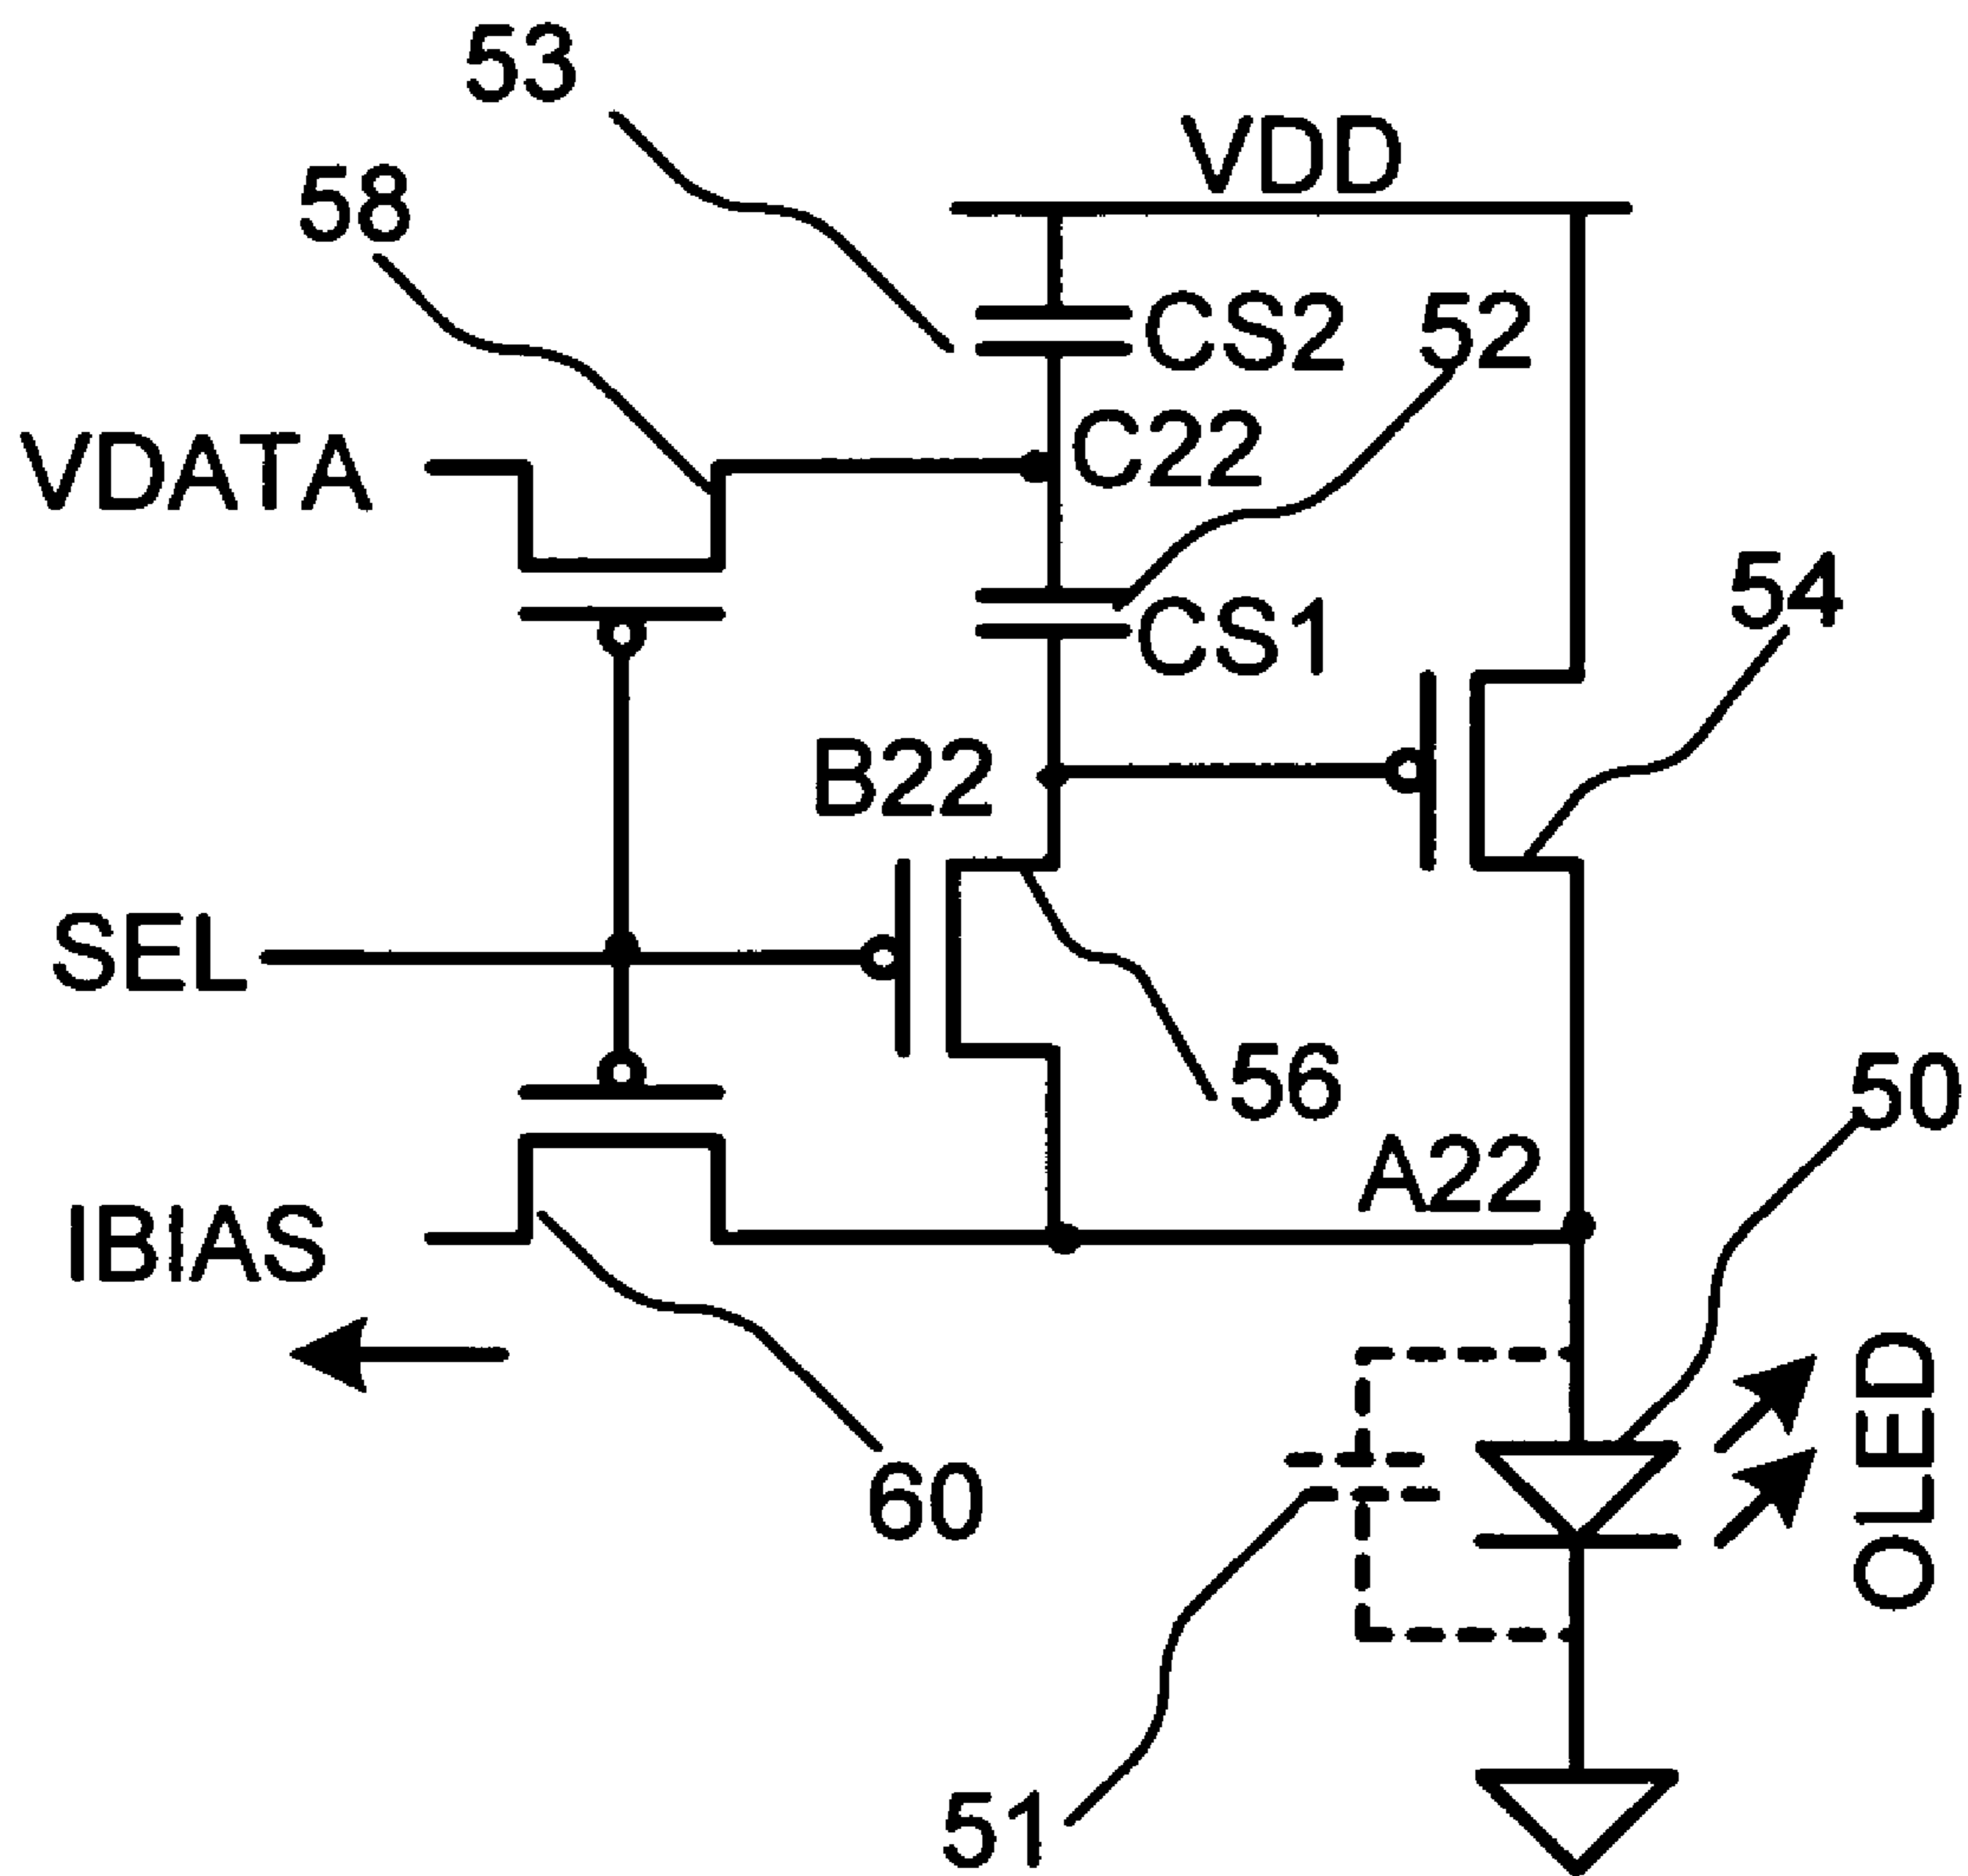 53
VDD
58
CS2
52
C22
VDATA
54
CS1
B22
SEL
56
50
A22
IBIAS
OLED
60
51